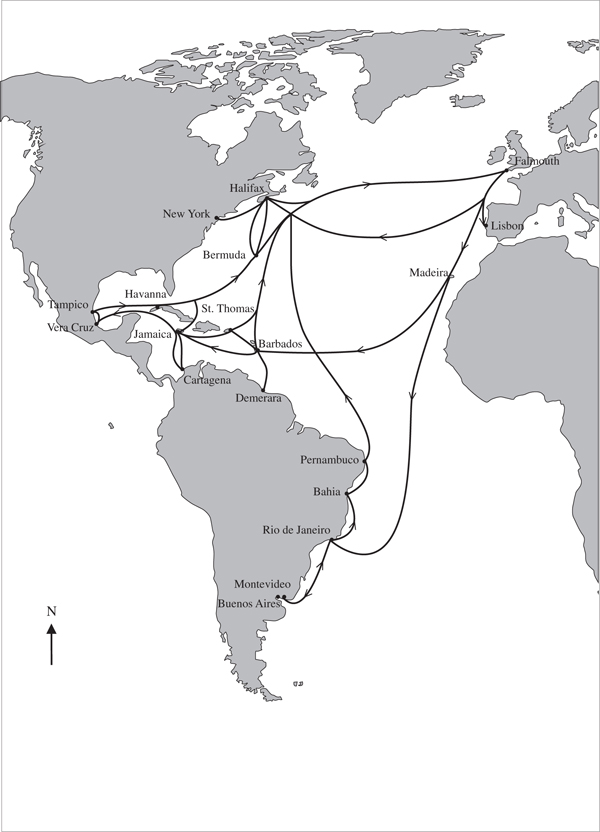 Falmouth
Halifax
New York
Lisbon
Bermuda
Madeira
Havanna
Tampico
St. Thomas
Vera Cruz
Jamaica
Barbados
Cartagena
Demerara
Pernambuco
Bahia
Rio de Janeiro
Montevideo
Buenos Aires
N